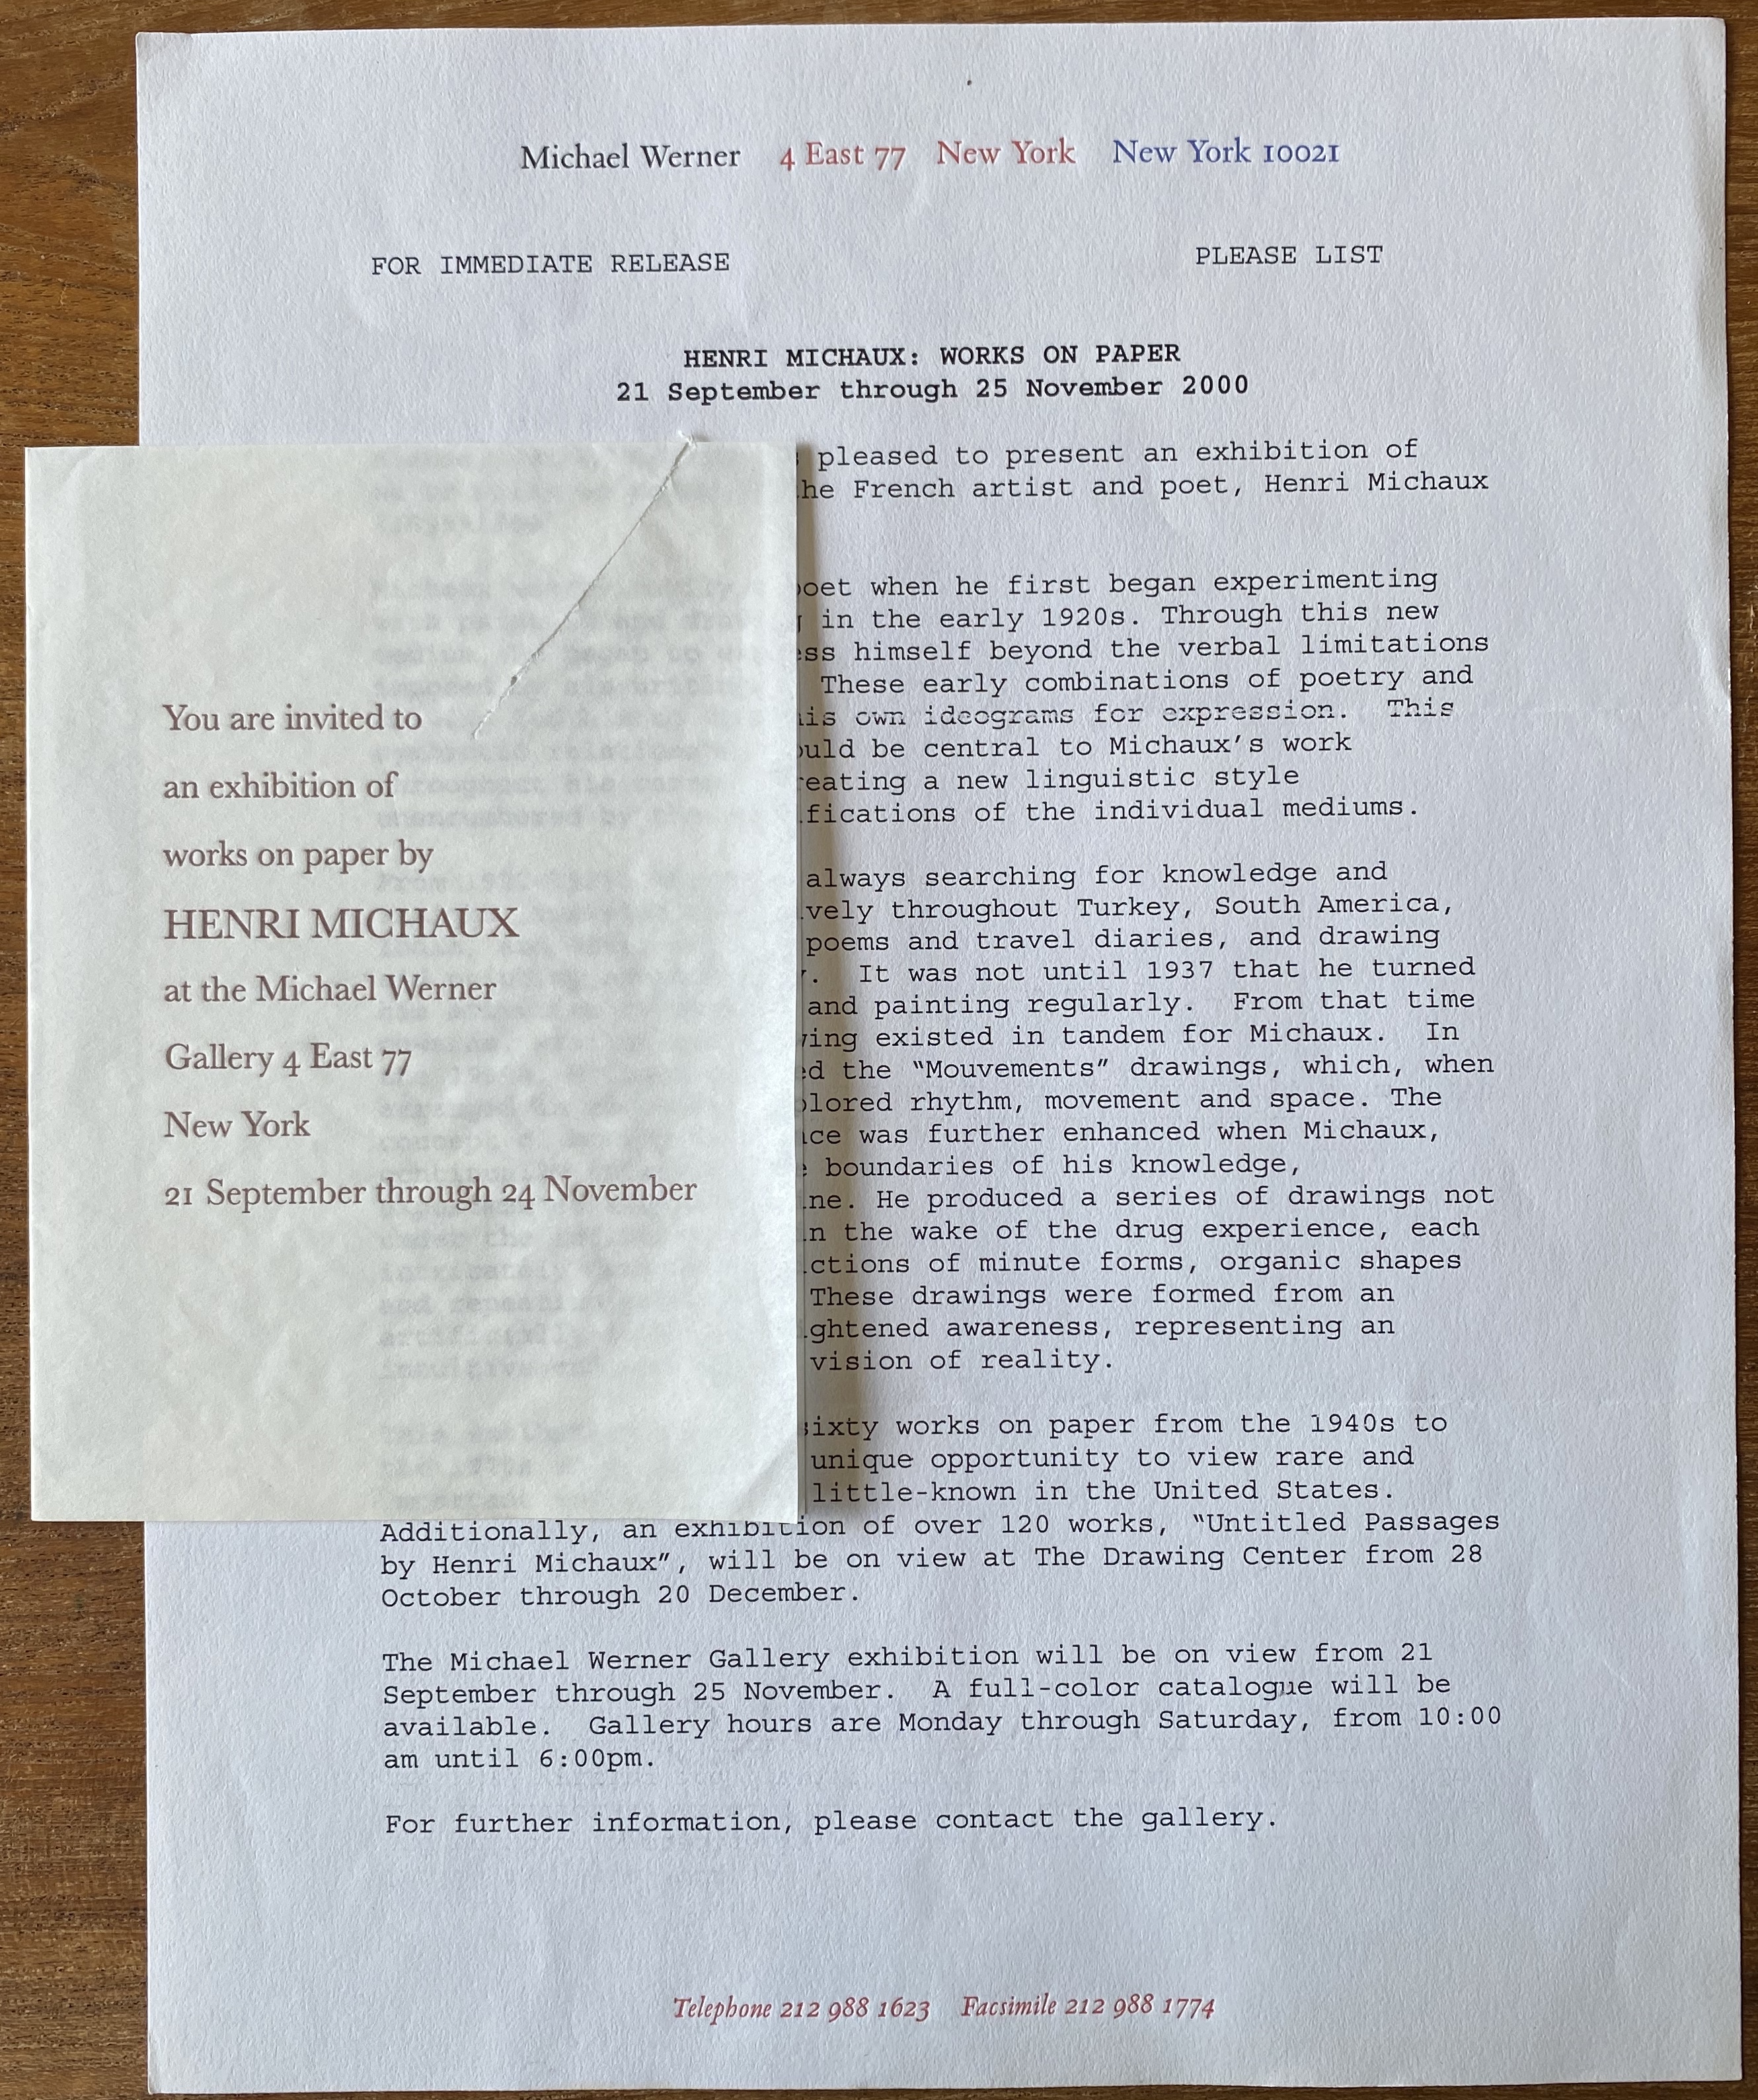 Michael Werner 4 East 77 New York New York 10021
FOR IMMEDIATE RELEASE PLEASE LIST
HENRI MICHAUX: WORKS ON PAPER
21 September through 25 November 2000
pleased to present an exhibition of
he French artist and poet, Henri Michaux
oet when he first began experimenting
in the early 1920s. Through this new
ss himself beyond the verbal limitations
These early combinations of poetry and
is own ideograms for expression. This
uld be central to Michaux's work
eating a new linguistic style
fications of the individual mediums.
always searching for knowledge and
vely throughout Turkey, South America,
poems and travel diaries, and drawing
. It was not until 1937 that he turned
and painting regularly. From that time
ing existed in tandem for Michaux. In
d the "Mouvements" drawings, which, when
lored rhythm, movement and space. The
ce was further enhanced when Michaux,
boundaries of his knowledge,
ne. He produced a series of drawings not
n the wake of the drug experience, each
ctions of minute forms, organic shapes
These drawings were formed from an
ghtened awareness, representing an
vision of reality.
ixty works on paper from the 1940s to
unique opportunity to view rare and
little-known in the United States.
Additionally, an exhibition of over 120 works, "Untitled Passages
by Henri Michaux", will be on view at The Drawing Center from 28
October through 20 December.
The Michael Werner Gallery exhibition will be on view from 21
September through 25 November. A full-color catalogue will be
available. Gallery hours are Monday through Saturday, from 10:00
am until 6:00pm.
For further information, please contact the gallery.
Telephone 212 988 1623 Facsimile 212 988 1774
You are invited to
an exhibition of
works on paper by
HENRI MICHAUX
at the Michael Werner
Gallery 4 East 77
New York
21 September through 24 November